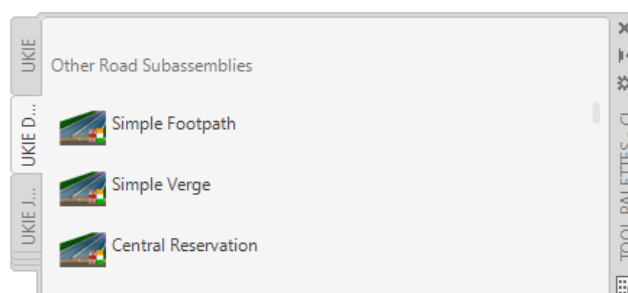 UKIE
Other Road Subassemblies
UKIE D...
Simple Footpath
Simple Verge
UKIE J...
Central Reservation
TOOL PALETTES - CI